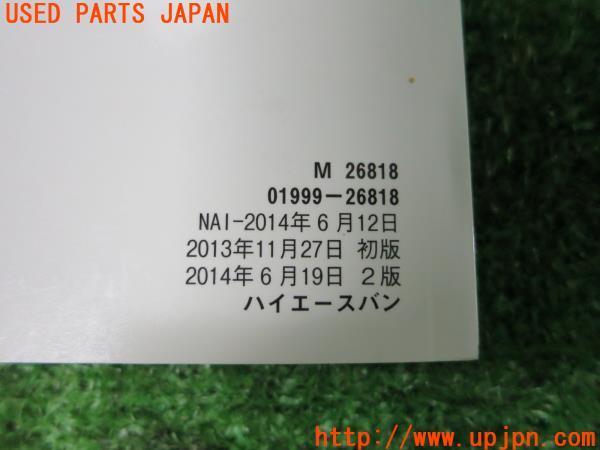 USED PARTS JAPAN
M 26818
01999-26818
NAI-2014年6月12日
2013年11月27日 初版
2014年6月19日 2版
ハイエースバン
http://www.upjpn.com/